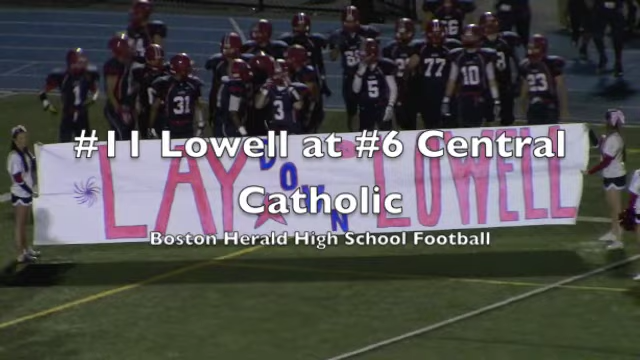 77 10
1 31 3 5 23
#11 Lowell at #6 Central
Catholic
LAY DOWN LOWELL
Boston Herald High School Football